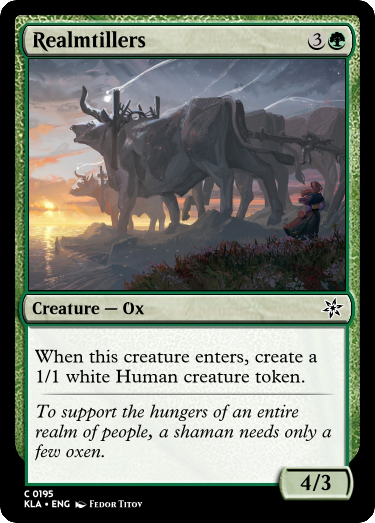 Realmtillers 3
Creature — Ox
When this creature enters, create a
1/1 white Human creature token.
To support the hungers of an entire
realm of people, a shaman needs only a
few oxen.
4/3
C 0195
KLA • ENG Fedor Titov